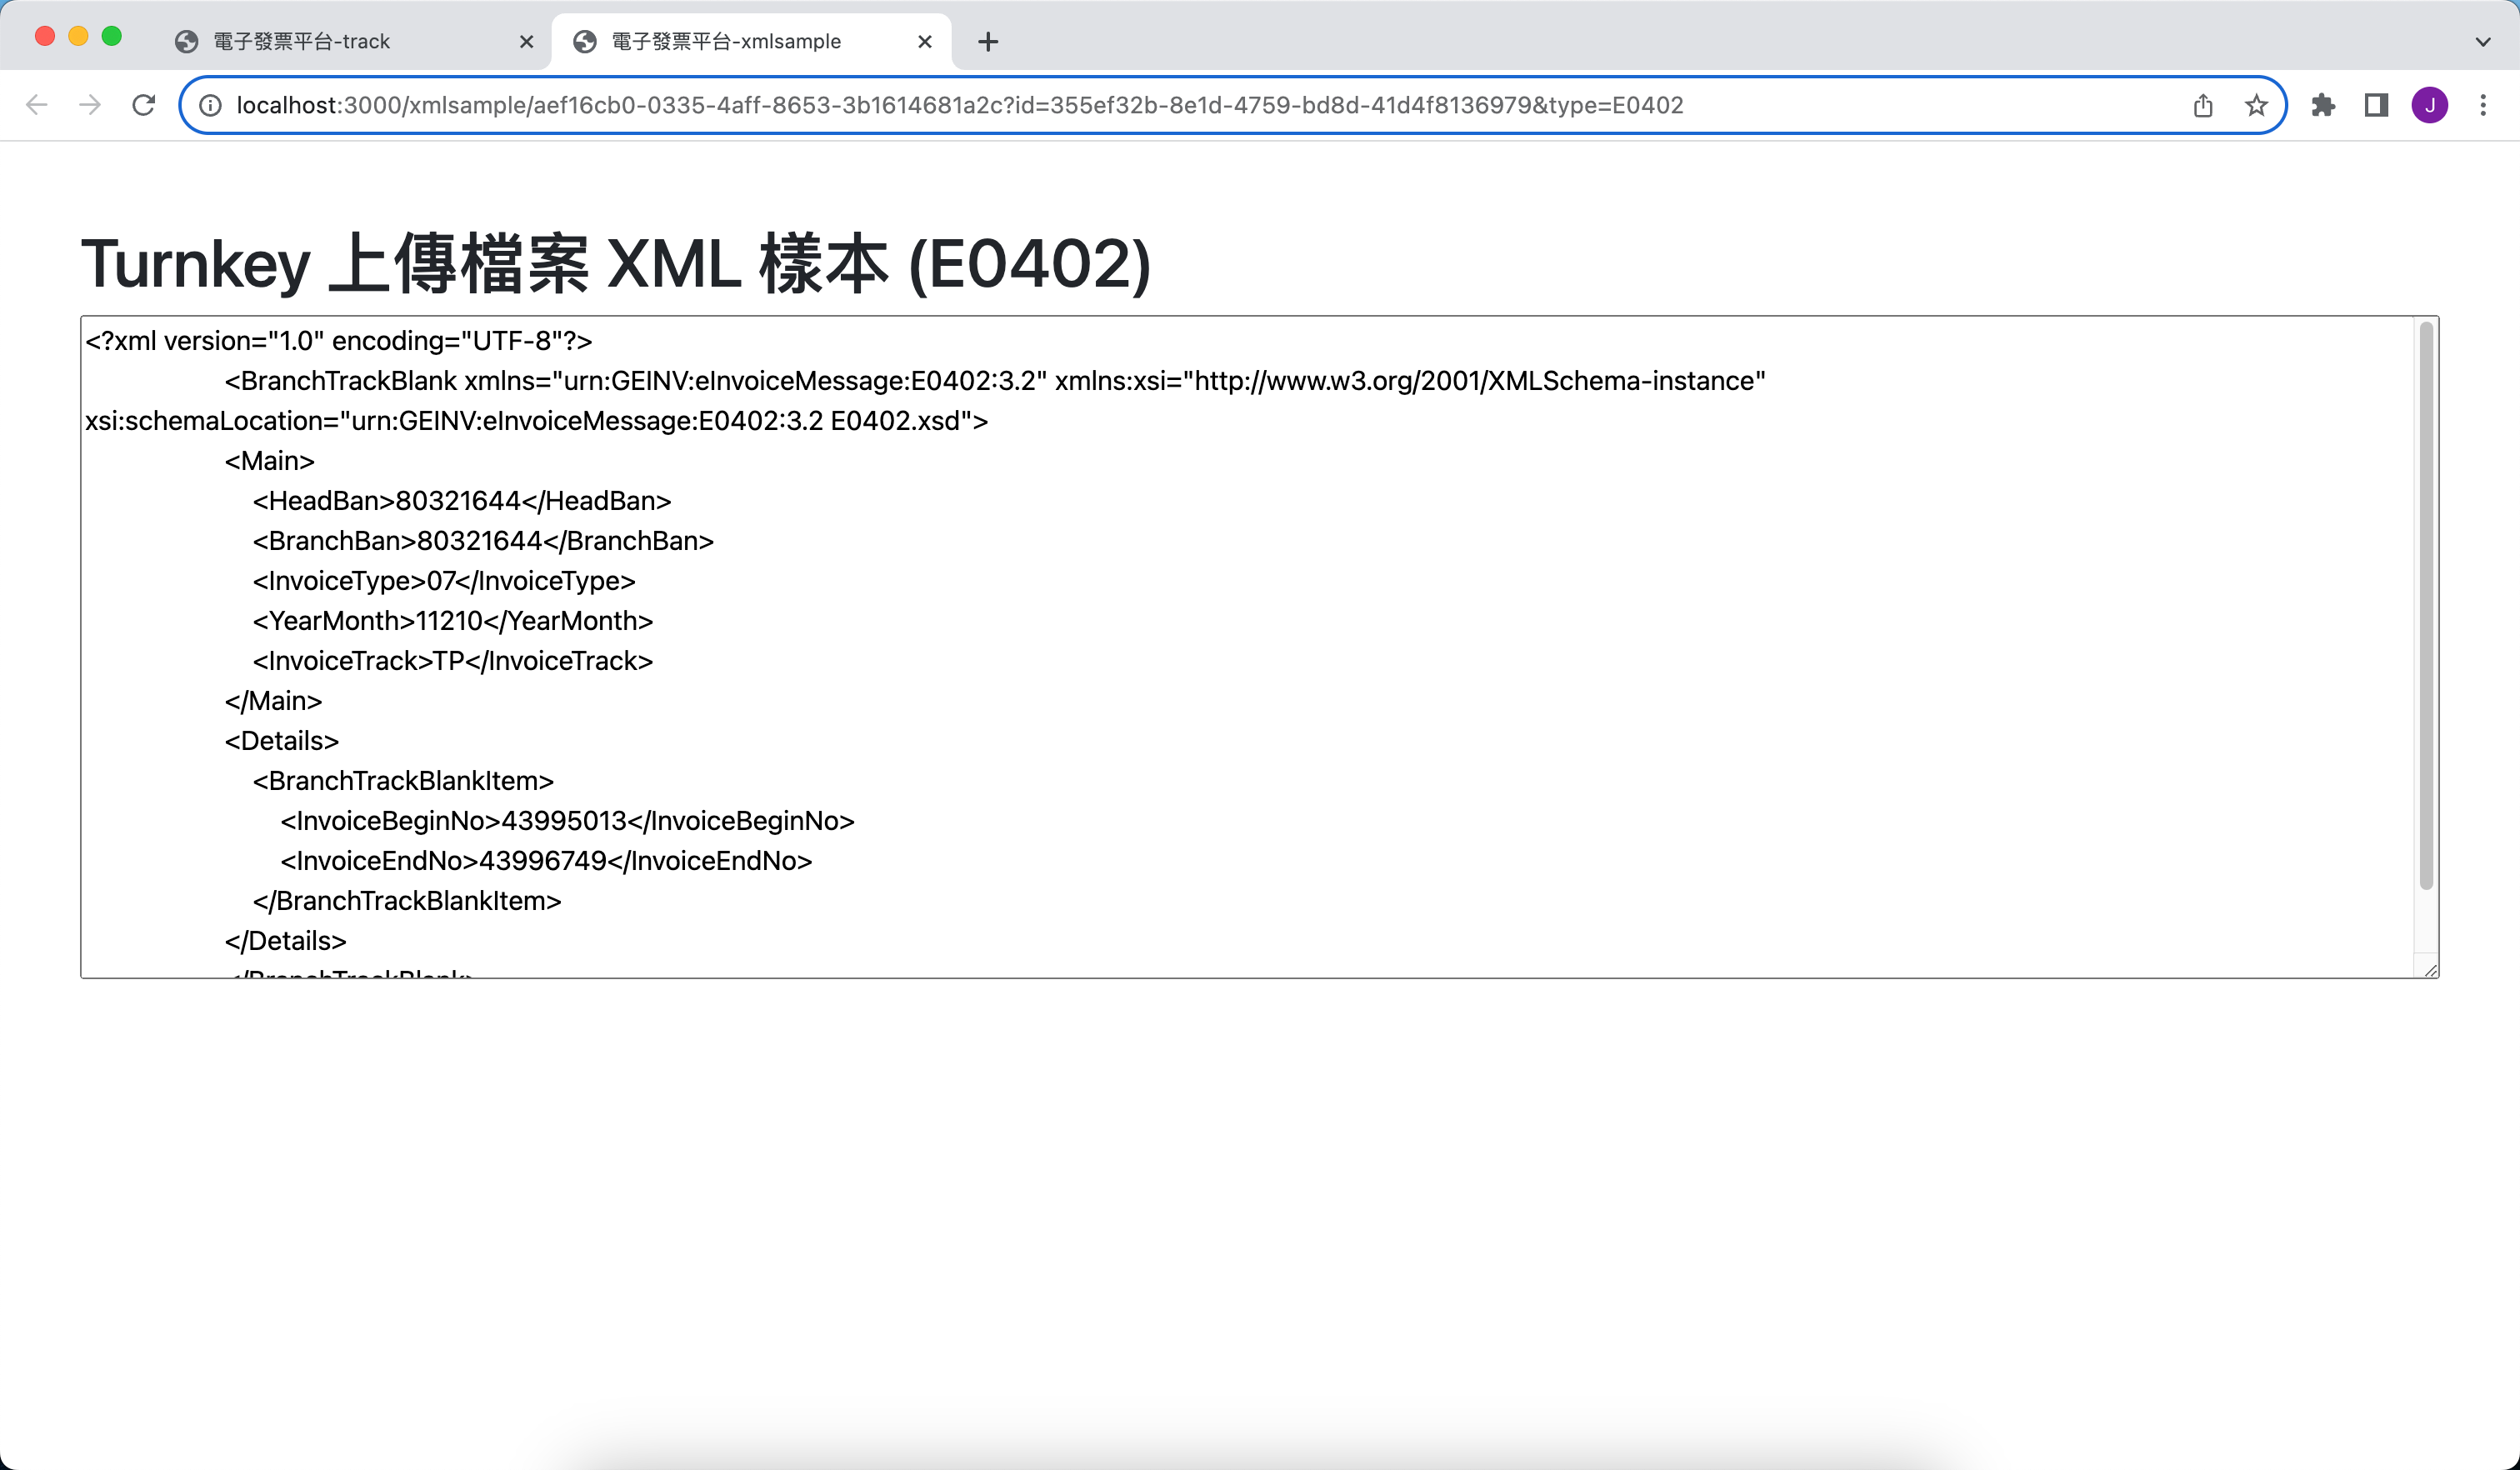 電子發票平台-track
電子發票平台-xmlsample
localhost:3000/xmlsample/aef16cb0-0335-4aff-8653-3b1614681a2c?id=355ef32b-8e1d-4759-bd8d-41d4f8136979&type=E0402
J
Turnkey 上傳檔案 XML 樣本 (E0402)
<?xml version="1.0" encoding="UTF-8"?>
<BranchTrackBlank xmlns="urn:GEINV:eInvoiceMessage:E0402:3.2" xmlns:xsi="http://www.w3.org/2001/XMLSchema-instance"
xsi:schemaLocation="urn:GEINV:eInvoiceMessage:E0402:3.2 E0402.xsd">
<Main>
<HeadBan>80321644</HeadBan>
<BranchBan>80321644</BranchBan>
<InvoiceType>07</InvoiceType>
<YearMonth>11210</YearMonth>
<InvoiceTrack>TP</InvoiceTrack>
</Main>
<Details>
<BranchTrackBlankItem>
<InvoiceBeginNo>43995013</InvoiceBeginNo>
<InvoiceEndNo>43996749</InvoiceEndNo>
</BranchTrackBlankItem>
</Details>
</BranchTrackBlank>